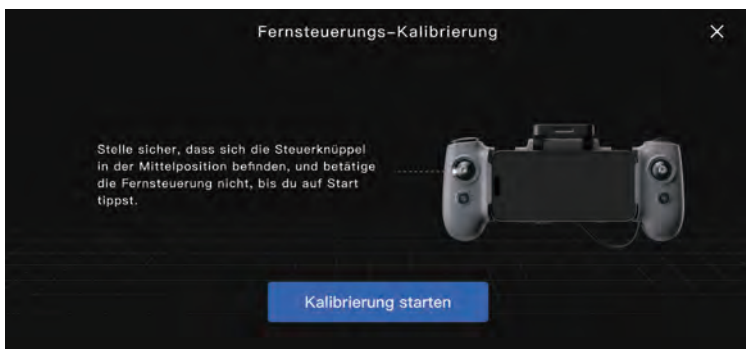 Fernsteuerungs-Kalibrierung
Stelle sicher, dass sich die Steuerknüppel
in der Mittelposition befinden, und betätige
die Fernsteuerung nicht, bis du auf Start
tippst.
Kalibrierung starten